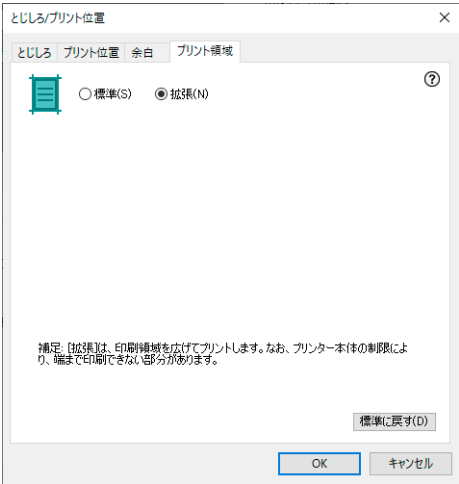 とじしろ/プリント位置
とじしろ プリント位置 余白 プリント領域
標準(S) 拡張(N)
補足: [拡張]は、印刷領域を広げてプリントします。なお、プリンター本体の制限によ
り、端まで印刷できない部分があります。
標準に戻す(D)
OK キャンセル